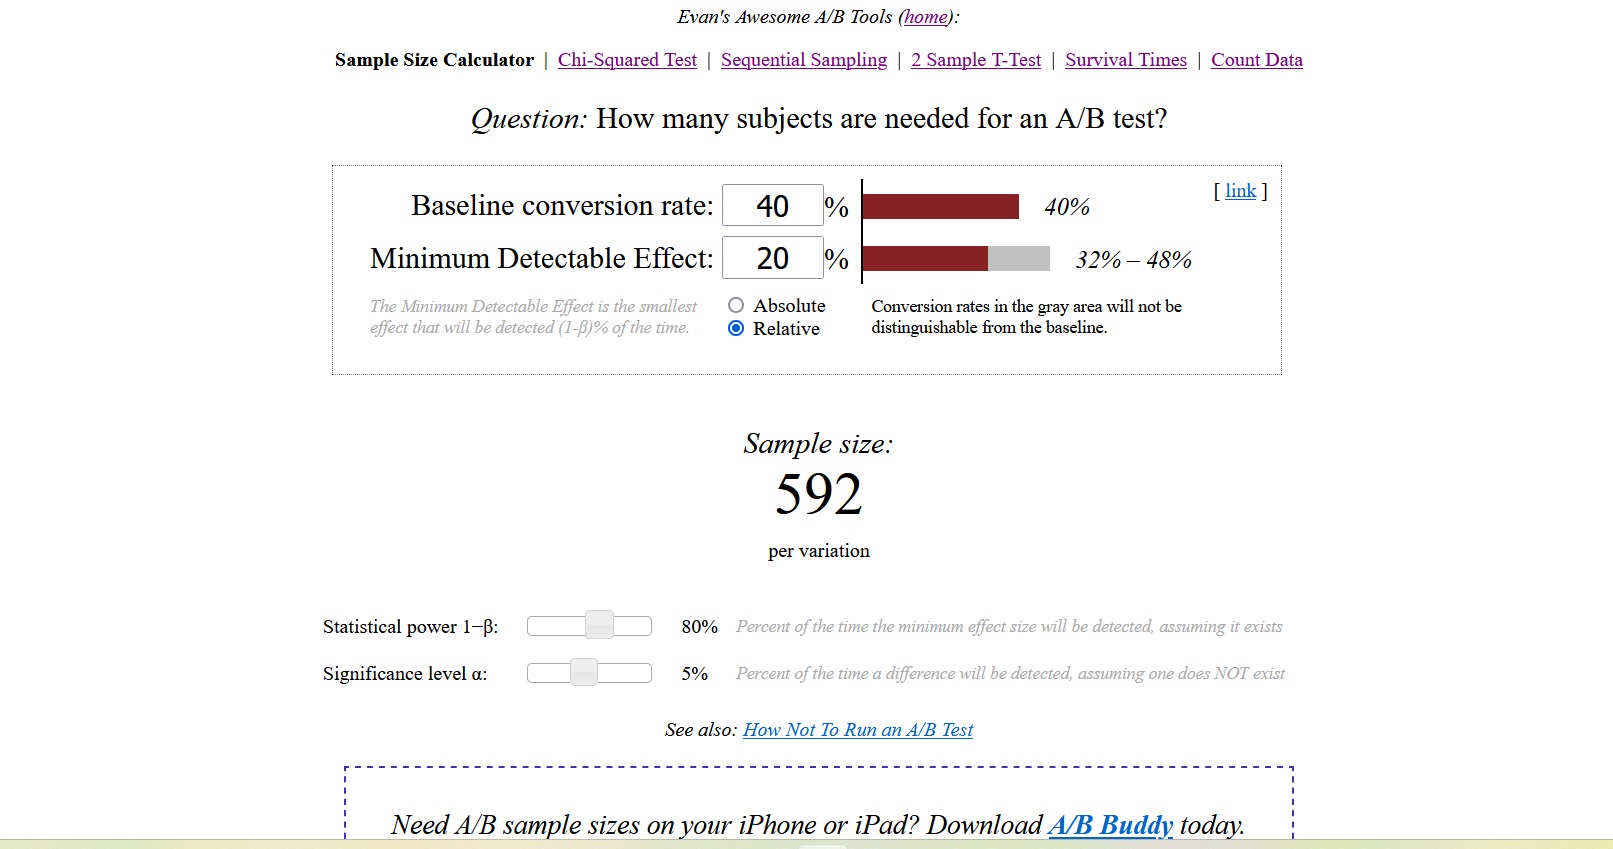 Evan's Awesome A/B Tools (home):
Sample Size Calculator | Chi-Squared Test | Sequential Sampling | 2 Sample T-Test | Survival Times | Count Data
Question: How many subjects are needed for an A/B test?
Baseline conversion rate: 40 % 40% [ link ]
Minimum Detectable Effect: 20 % 32% – 48%
The Minimum Detectable Effect is the smallest
effect that will be detected (1-β)% of the time.
Absolute
Relative
Conversion rates in the gray area will not be
distinguishable from the baseline.
Sample size:
592
per variation
Statistical power 1−β: 80% Percent of the time the minimum effect size will be detected, assuming it exists
Significance level α: 5% Percent of the time a difference will be detected, assuming one does NOT exist
See also: How Not To Run an A/B Test
Need A/B sample sizes on your iPhone or iPad? Download A/B Buddy today.